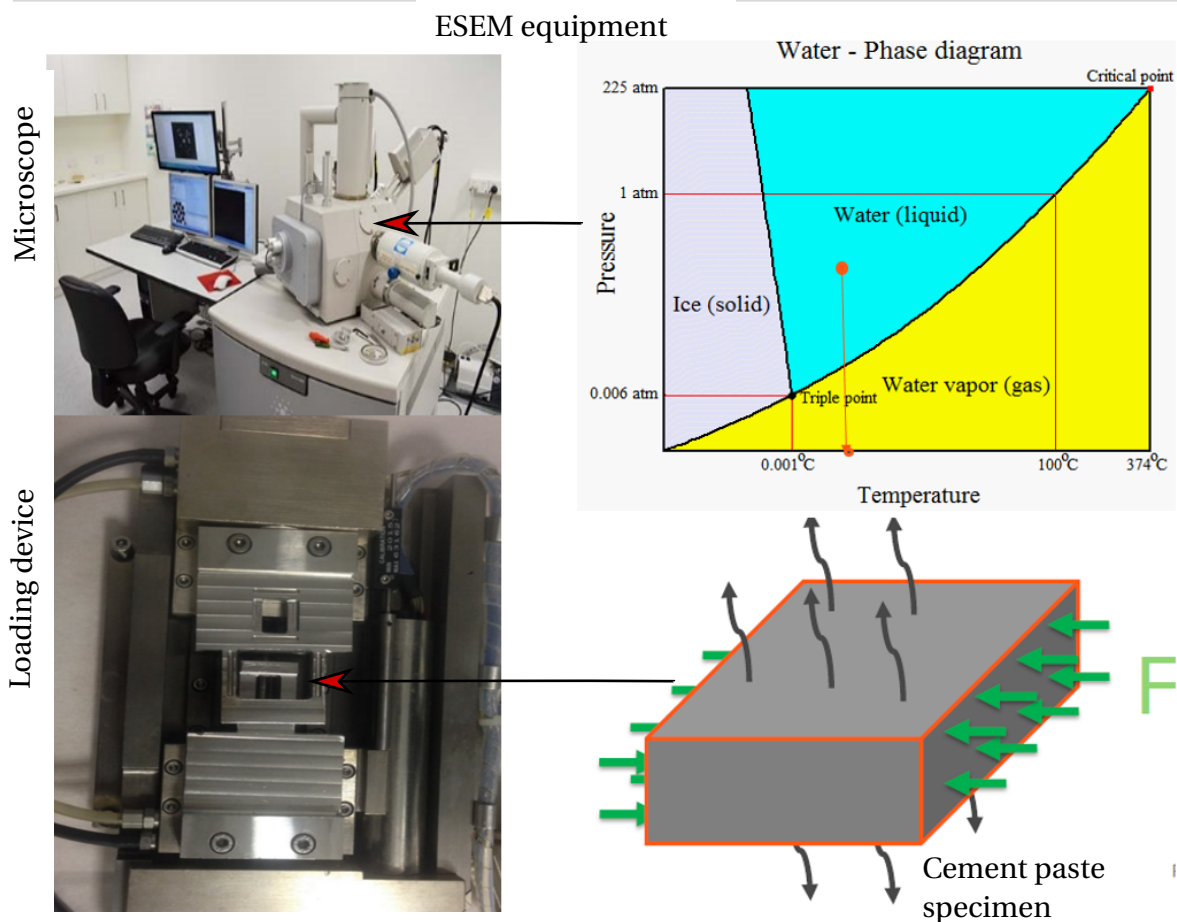 ESEM equipment
Microscope
Water - Phase diagram
Critical point
225 atm
1 atm
Water (liquid)
Pressure
Ice (solid)
Water vapor (gas)
0.006 atm
Triple point
0.001°C
100°C
374°C
Temperature
Loading device
2015
F
Cement paste
specimen